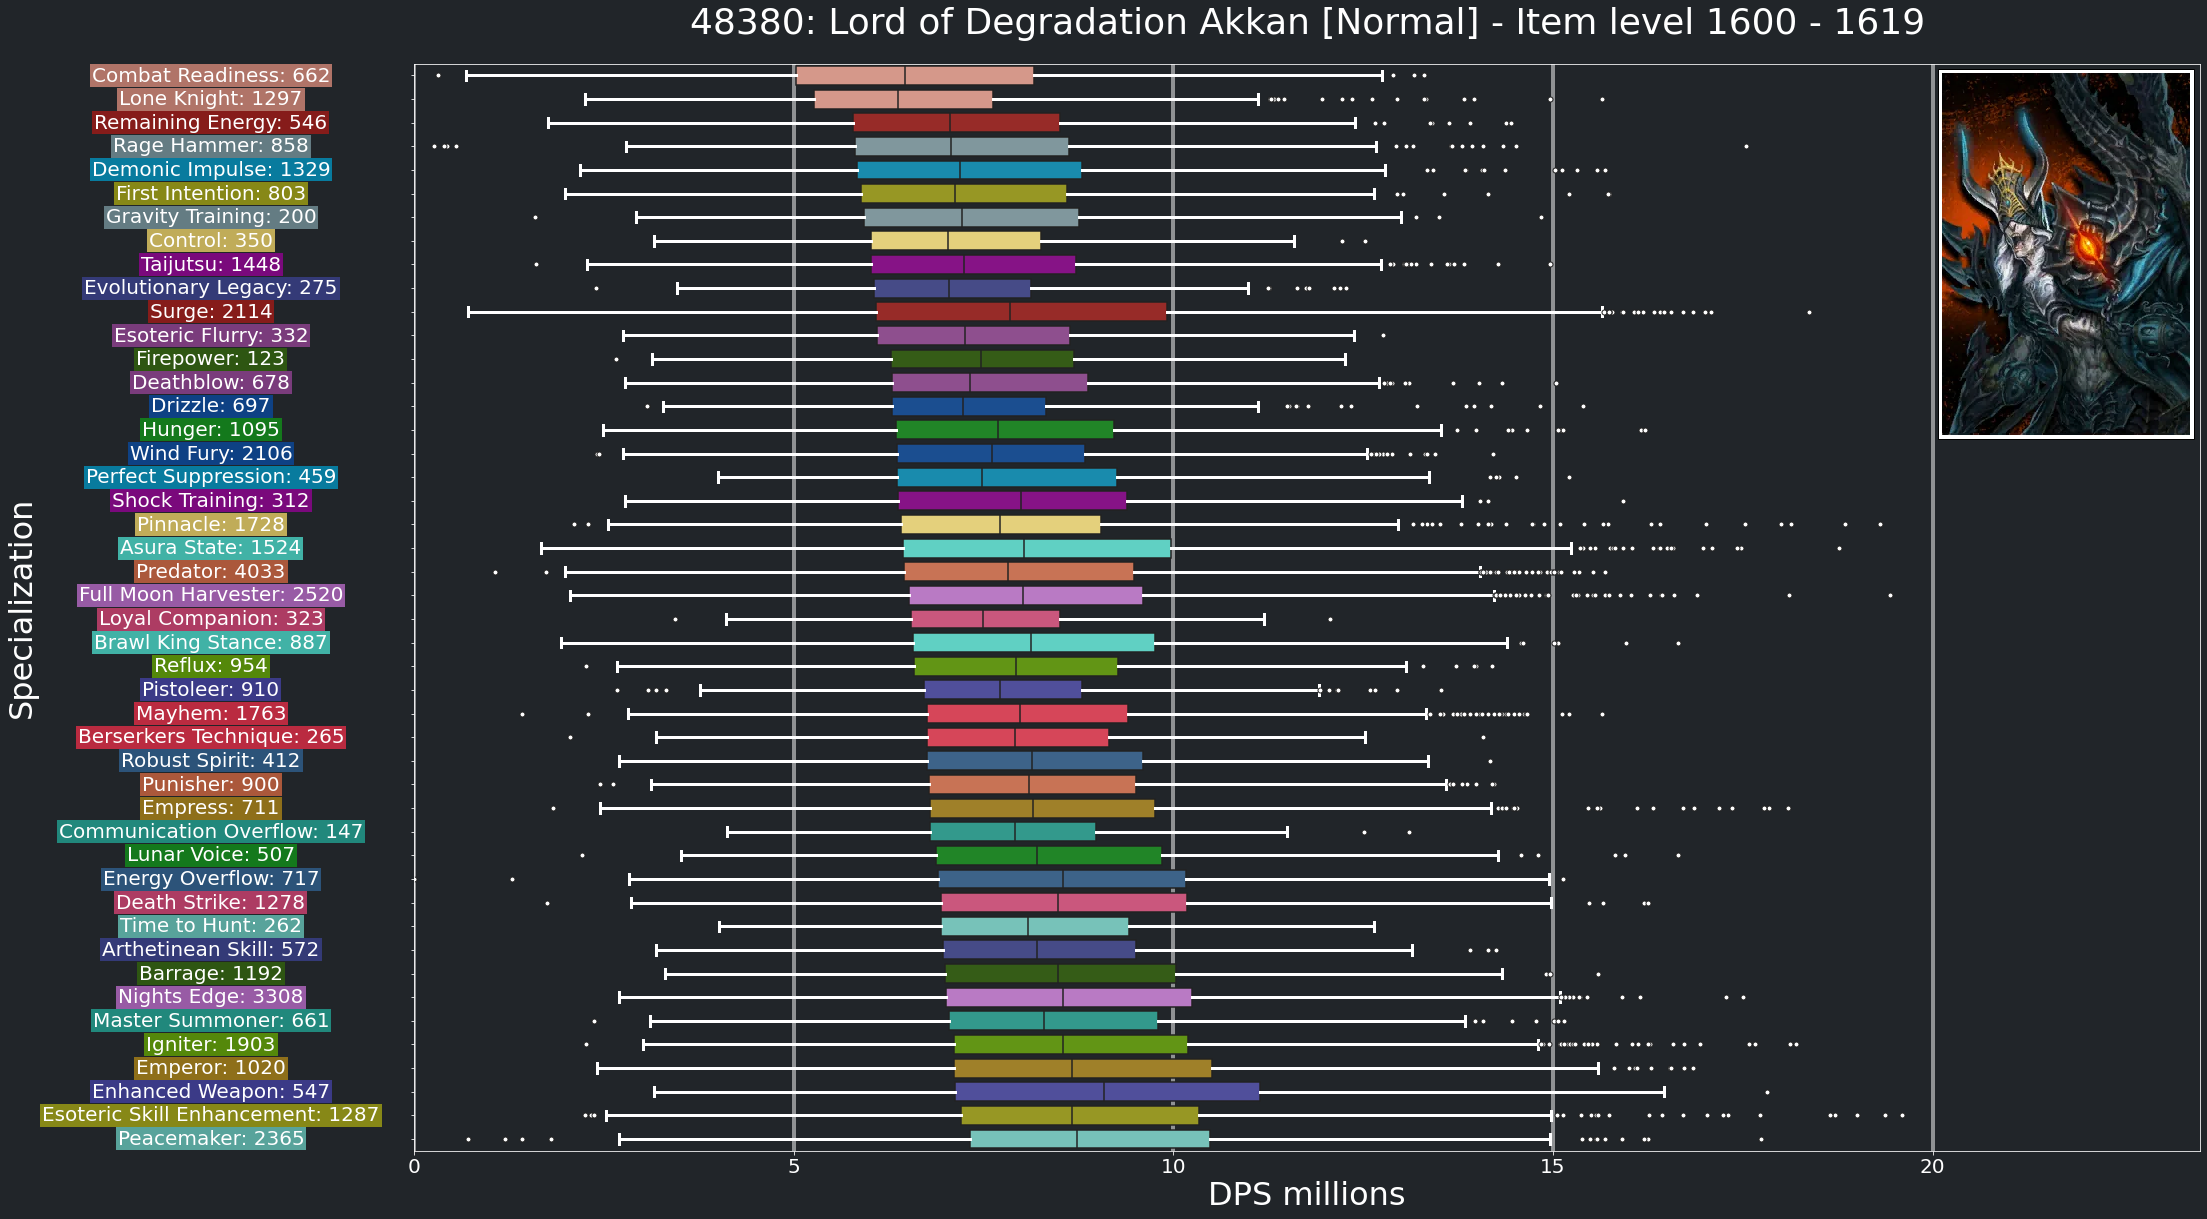 48380: Lord of Degradation Akkan [Normal] - Item level 1600 - 1619
Specialization
Combat Readiness: 662
Lone Knight: 1297
Remaining Energy: 546
Rage Hammer: 858
Demonic Impulse: 1329
First Intention: 803
Gravity Training: 200
Control: 350
Taijutsu: 1448
Evolutionary Legacy: 275
Surge: 2114
Esoteric Flurry: 332
Firepower: 123
Deathblow: 678
Drizzle: 697
Hunger: 1095
Wind Fury: 2106
Perfect Suppression: 459
Shock Training: 312
Pinnacle: 1728
Asura State: 1524
Predator: 4033
Full Moon Harvester: 2520
Loyal Companion: 323
Brawl King Stance: 887
Reflux: 954
Pistoleer: 910
Mayhem: 1763
Berserkers Technique: 265
Robust Spirit: 412
Punisher: 900
Empress: 711
Communication Overflow: 147
Lunar Voice: 507
Energy Overflow: 717
Death Strike: 1278
Time to Hunt: 262
Arthetinean Skill: 572
Barrage: 1192
Nights Edge: 3308
Master Summoner: 661
Igniter: 1903
Emperor: 1020
Enhanced Weapon: 547
Esoteric Skill Enhancement: 1287
Peacemaker: 2365
0 5 10 15 20
DPS millions